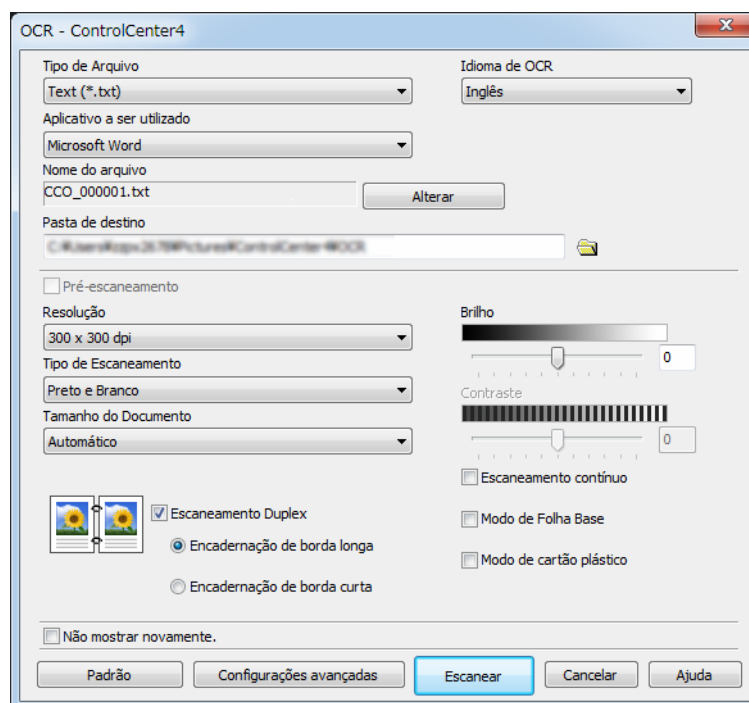 OCR - ControlCenter4
Tipo de Arquivo
Idioma de OCR
Text (*.txt)
Inglês
Aplicativo a ser utilizado
Microsoft Word
Nome do arquivo
CCO_000001.txt
Alterar
Pasta de destino
Pré-escaneamento
Resolução
Brilho
300 x 300 dpi
0
Tipo de Escaneamento
Preto e Branco
Contraste
Tamanho do Documento
Automático
0
Escaneamento contínuo
Escaneamento Duplex
Modo de Folha Base
Encadernação de borda longa
Modo de cartão plástico
Encadernação de borda curta
Não mostrar novamente.
Padrão Configurações avançadas Escanear Cancelar Ajuda